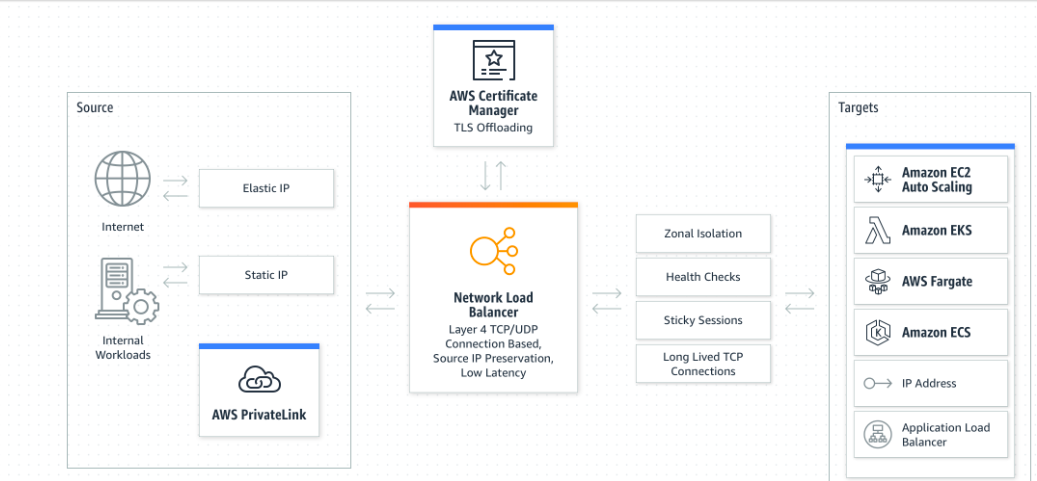 Source
Internet
Elastic IP
Internal
Workloads
Static IP
AWS PrivateLink
AWS Certificate
Manager
TLS Offloading
Network Load
Balancer
Layer 4 TCP/UDP
Connection Based,
Source IP Preservation,
Low Latency
Zonal Isolation
Health Checks
Sticky Sessions
Long Lived TCP
Connections
Targets
Amazon EC2
Auto Scaling
Amazon EKS
AWS Fargate
Amazon ECS
IP Address
Application Load
Balancer